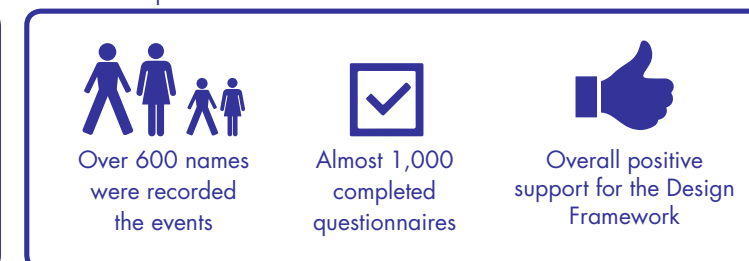 Over 600 names
were recorded
the events
Almost 1,000
completed
questionnaires
Overall positive
support for the Design
Framework